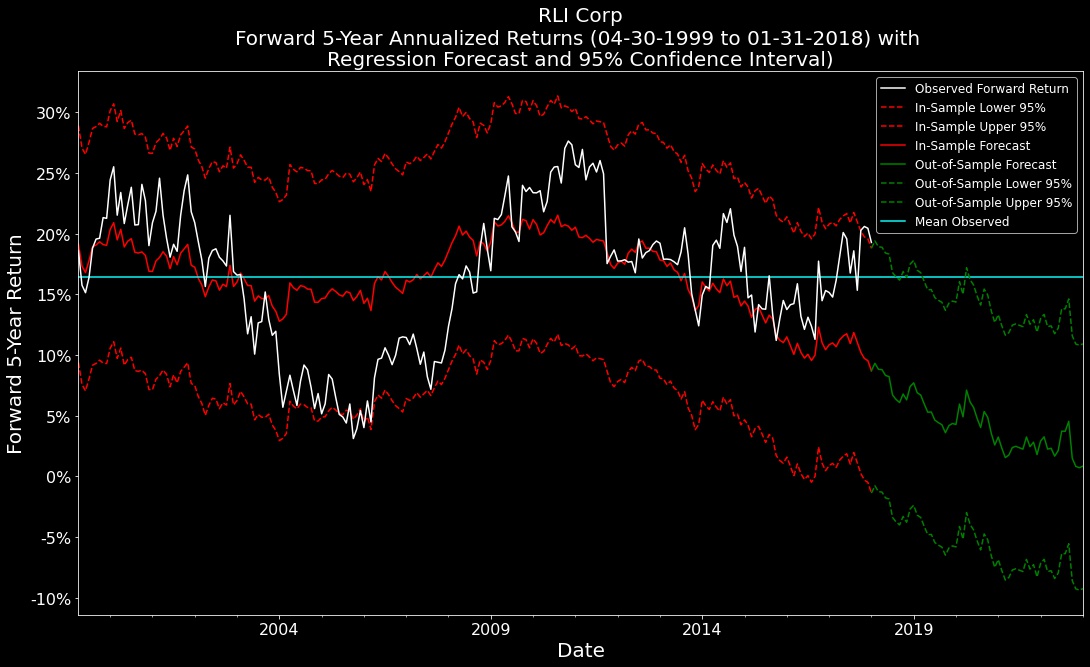 RLI Corp
Forward 5-Year Annualized Returns (04-30-1999 to 01-31-2018) with
Regression Forecast and 95% Confidence Interval)
Observed Forward Return
In-Sample Lower 95%
In-Sample Upper 95%
In-Sample Forecast
Out-of-Sample Forecast
Out-of-Sample Lower 95%
Out-of-Sample Upper 95%
Mean Observed
Forward 5-Year Return
30%
25%
20%
15%
10%
5%
0%
-5%
-10%
2004
2009
2014
2019
Date